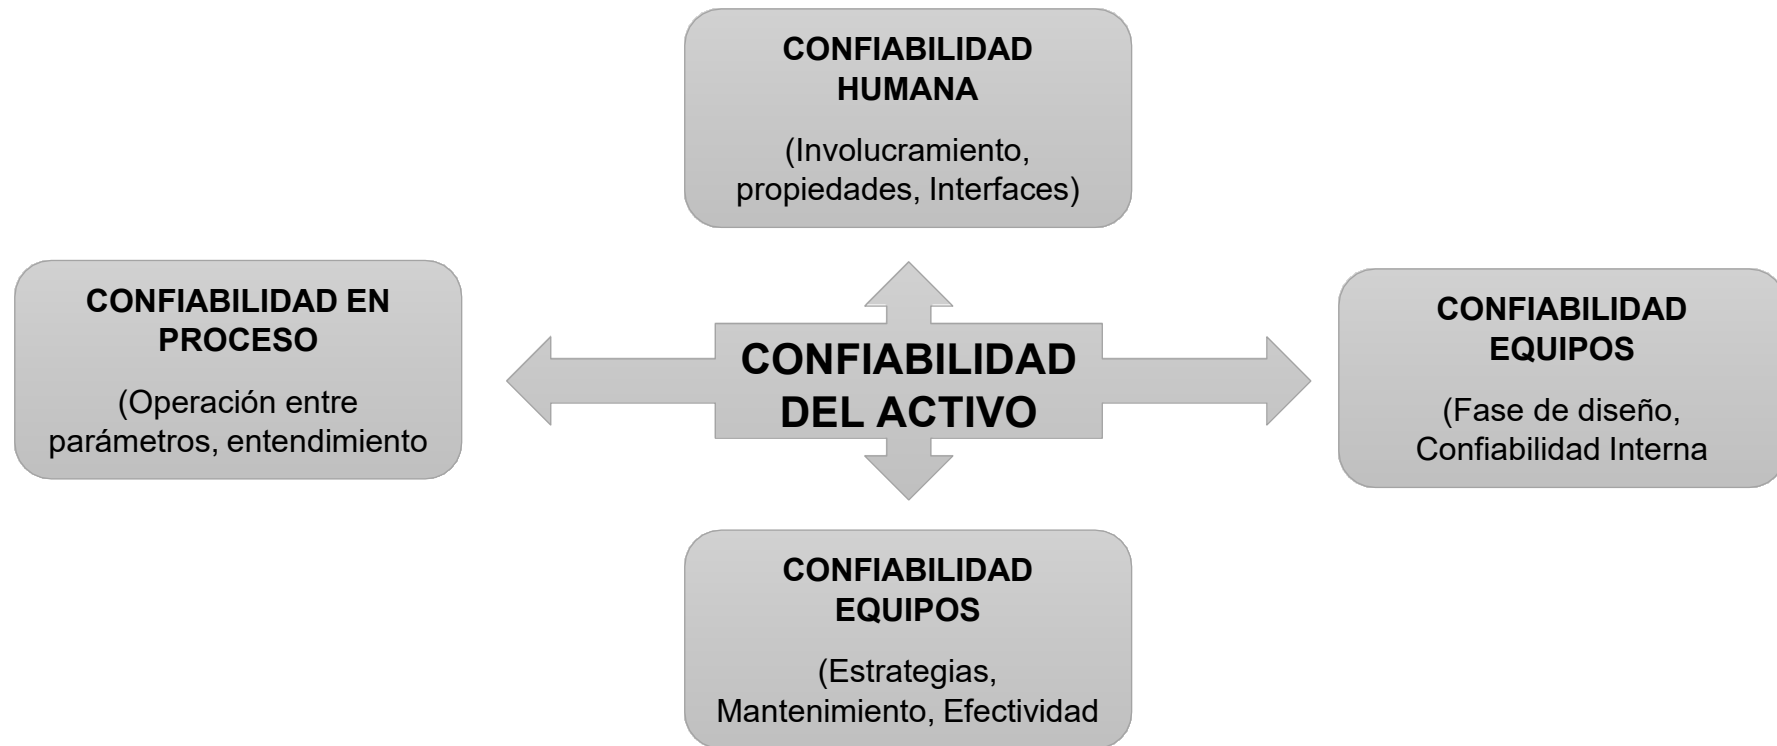 CONFIABILIDAD
HUMANA
(Involucramiento,
propiedades, Interfaces)
CONFIABILIDAD EN
PROCESO
(Operación entre
parámetros, entendimiento
CONFIABILIDAD
DEL ACTIVO
CONFIABILIDAD
EQUIPOS
(Fase de diseño,
Confiabilidad Interna
CONFIABILIDAD
EQUIPOS
(Estrategias,
Mantenimiento, Efectividad